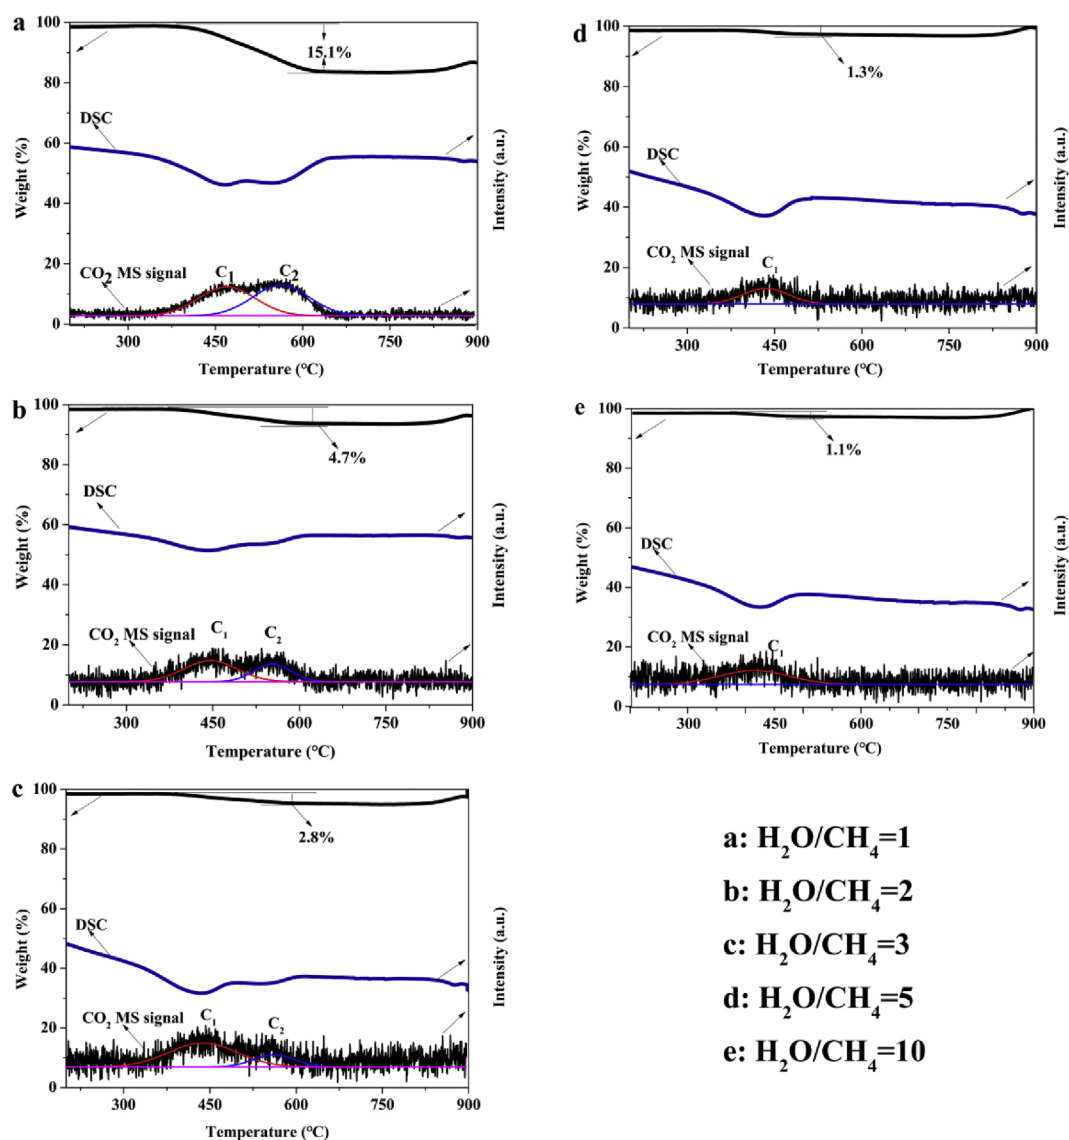 a
100
80
60
40
20
0
Weight (%)
15.1%
DSC
CO₂ MS signal
C₁
C₂
Intensity (a.u.)
300 450 600 750 900
Temperature (°C)
b
100
80
60
40
20
0
Weight (%)
4.7%
DSC
CO₂ MS signal
C₁
C₂
Intensity (a.u.)
300 450 600 750 900
Temperature (°C)
c
100
80
60
40
20
0
Weight (%)
2.8%
DSC
CO₂ MS signal
C₁
C₂
Intensity (a.u.)
300 450 600 750 900
Temperature (°C)
d
100
80
60
40
20
0
Weight (%)
1.3%
DSC
CO₂ MS signal
C₁
Intensity (a.u.)
300 450 600 750 900
Temperature (°C)
e
100
80
60
40
20
0
Weight (%)
1.1%
DSC
CO₂ MS signal
C₁
Intensity (a.u.)
300 450 600 750 900
Temperature (°C)
a: H₂O/CH₄=1
b: H₂O/CH₄=2
c: H₂O/CH₄=3
d: H₂O/CH₄=5
e: H₂O/CH₄=10